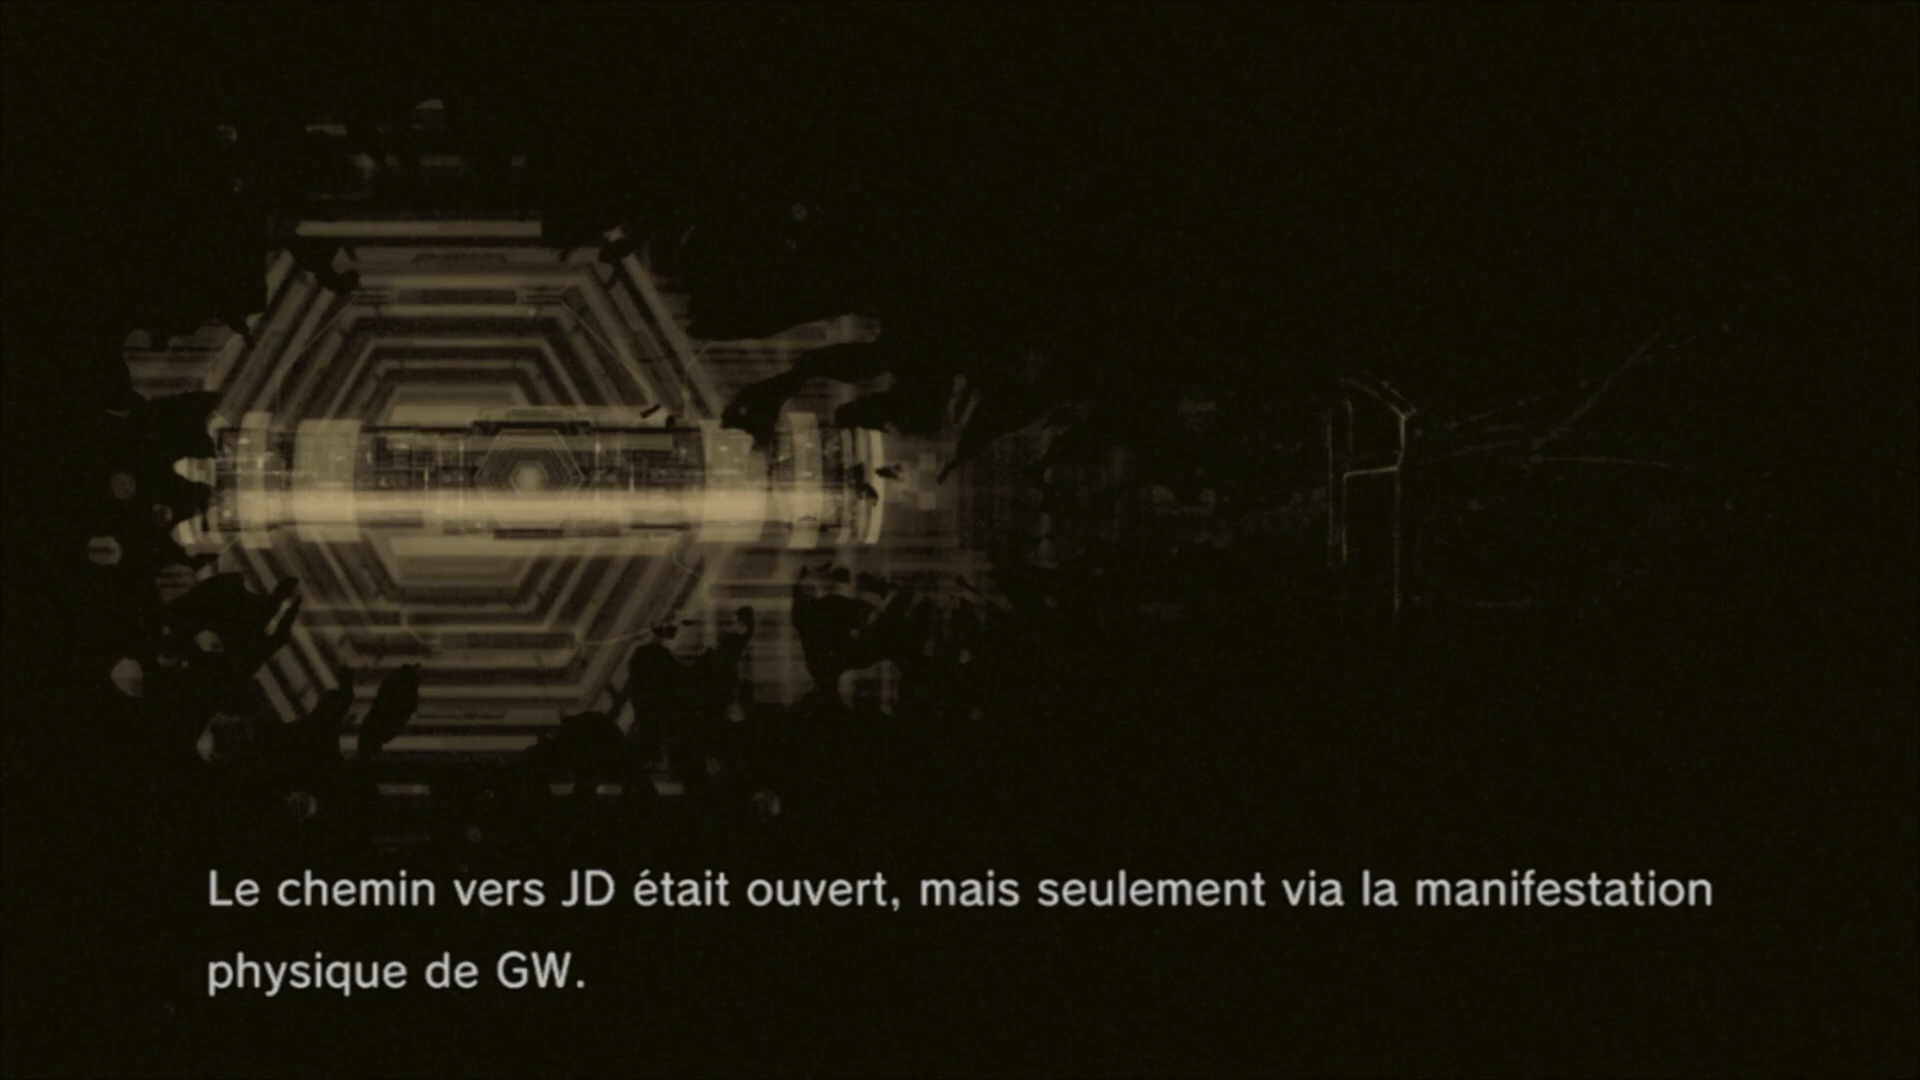 Le chemin vers JD était ouvert, mais seulement via la manifestation
physique de GW.